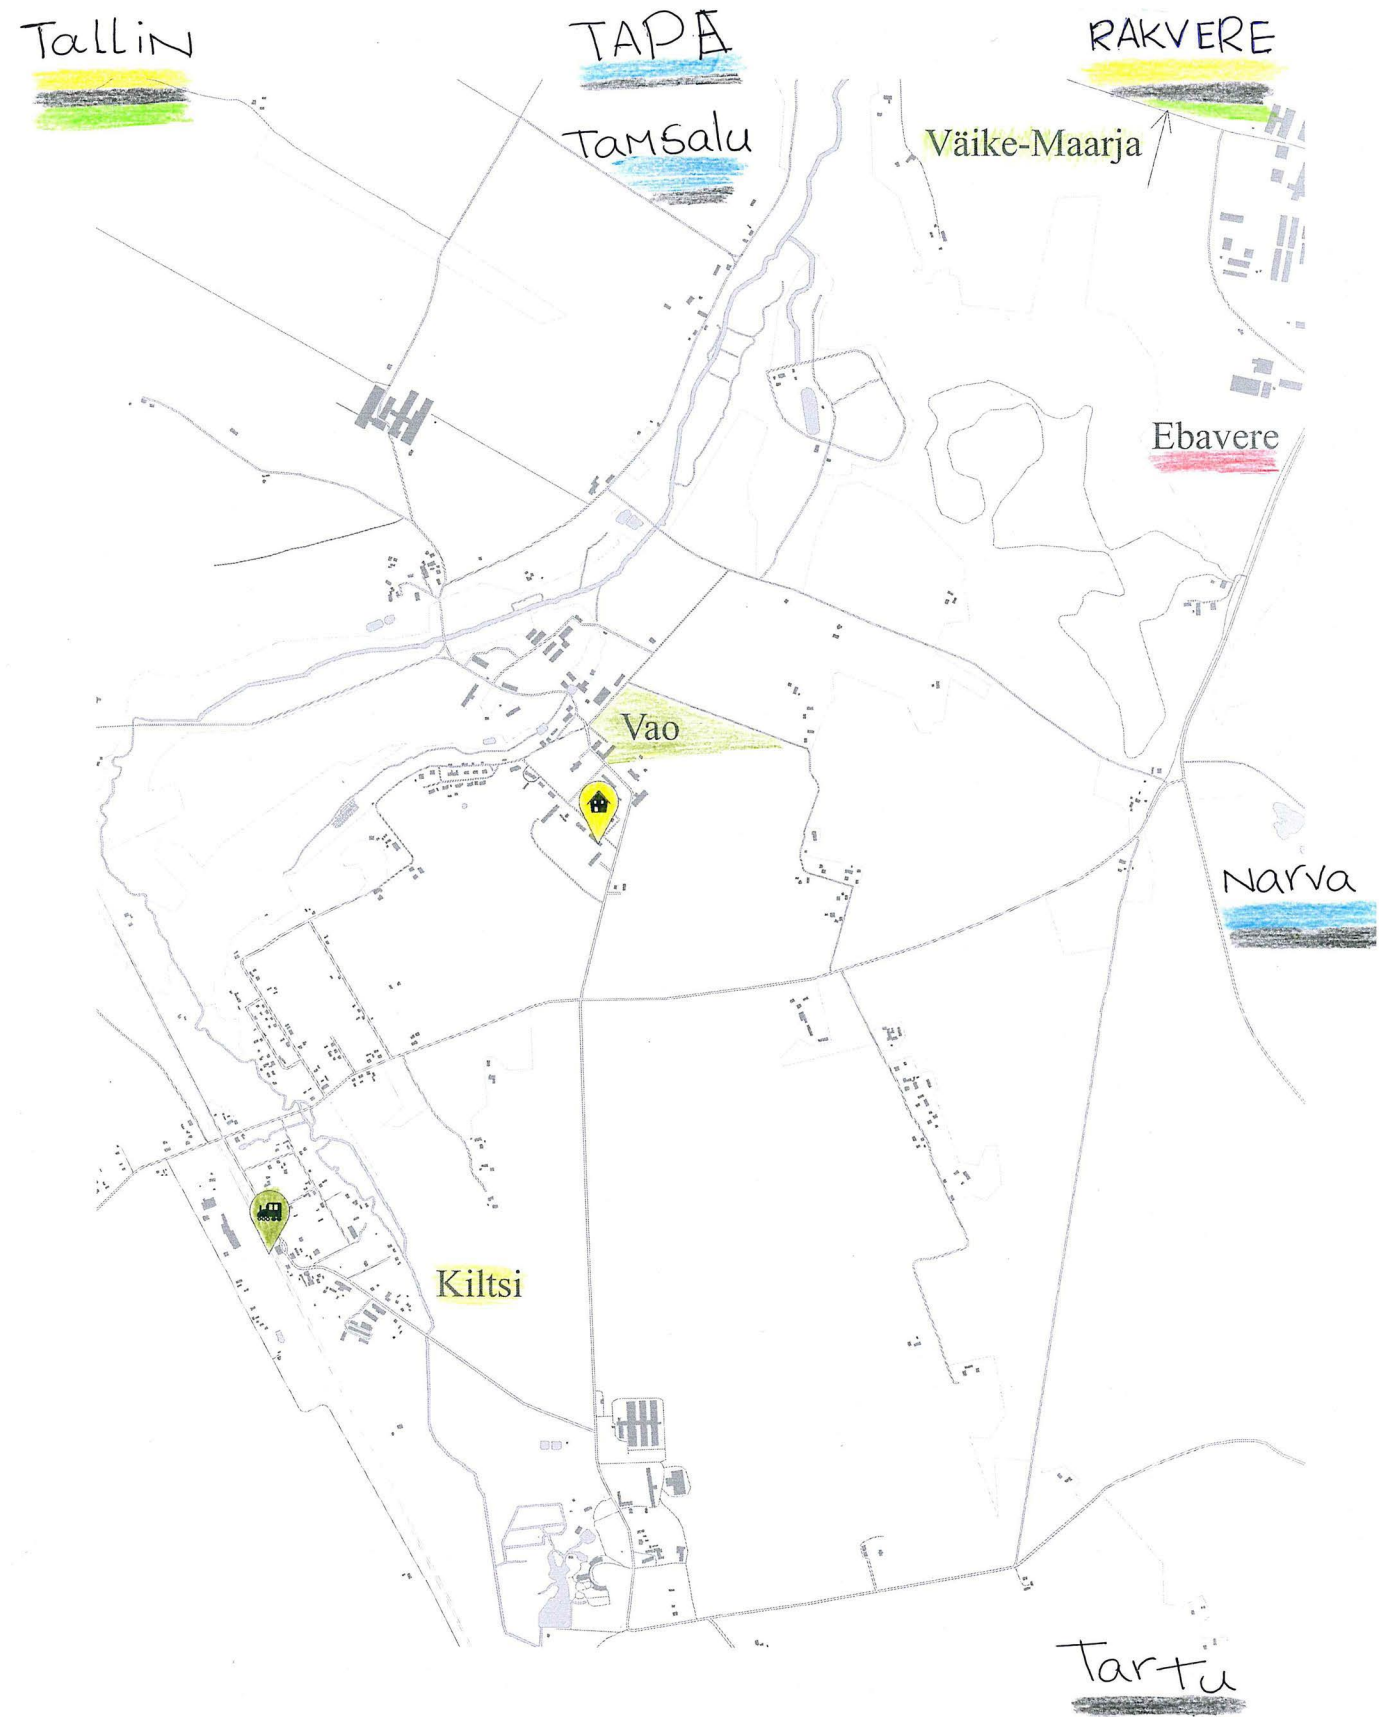 Tallin
TAPA
RAKVERE
Tamsalu
Väike-Maarja
Ebavere
Vao
Narva
Kiltsi
Tartu